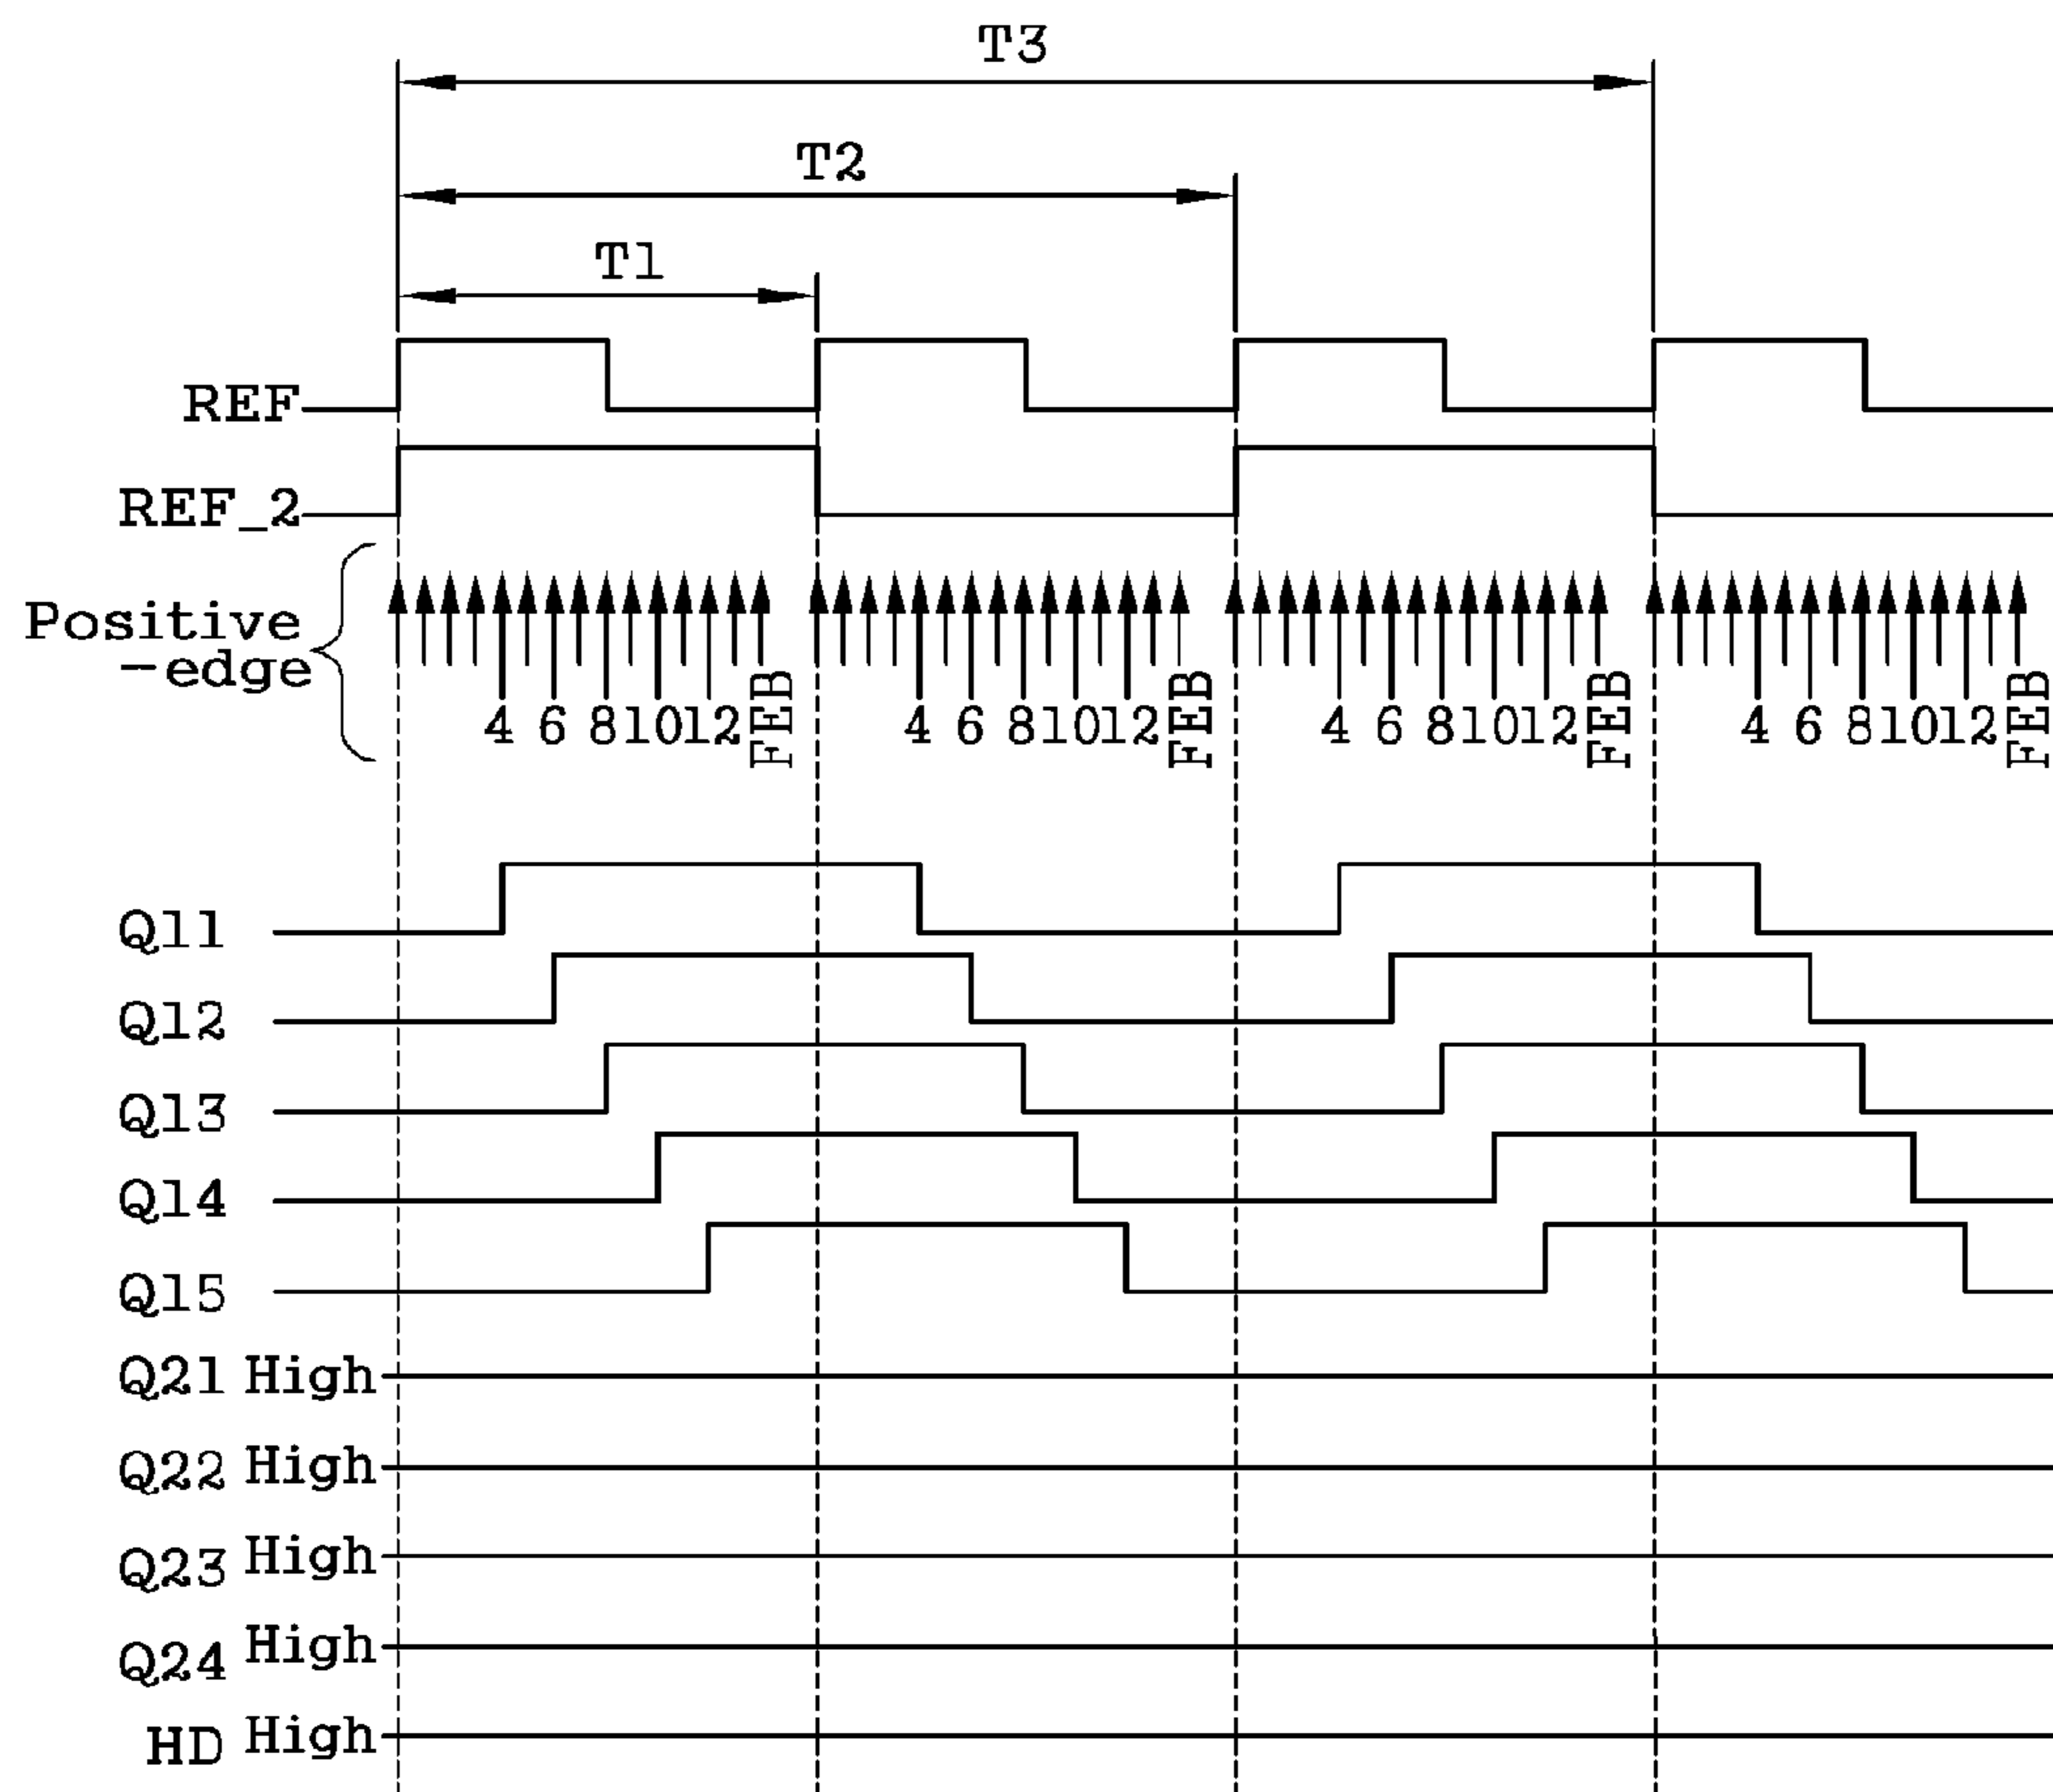 T3
T2
T1
REF
REF_2
Positive
-edge
4 6 8 10 12 FEB 4 6 8 10 12 FEB 4 6 8 10 12 FEB 4 6 8 10 12 FEB
Q11
Q12
Q13
Q14
Q15
Q21 High
Q22 High
Q23 High
Q24 High
HD High